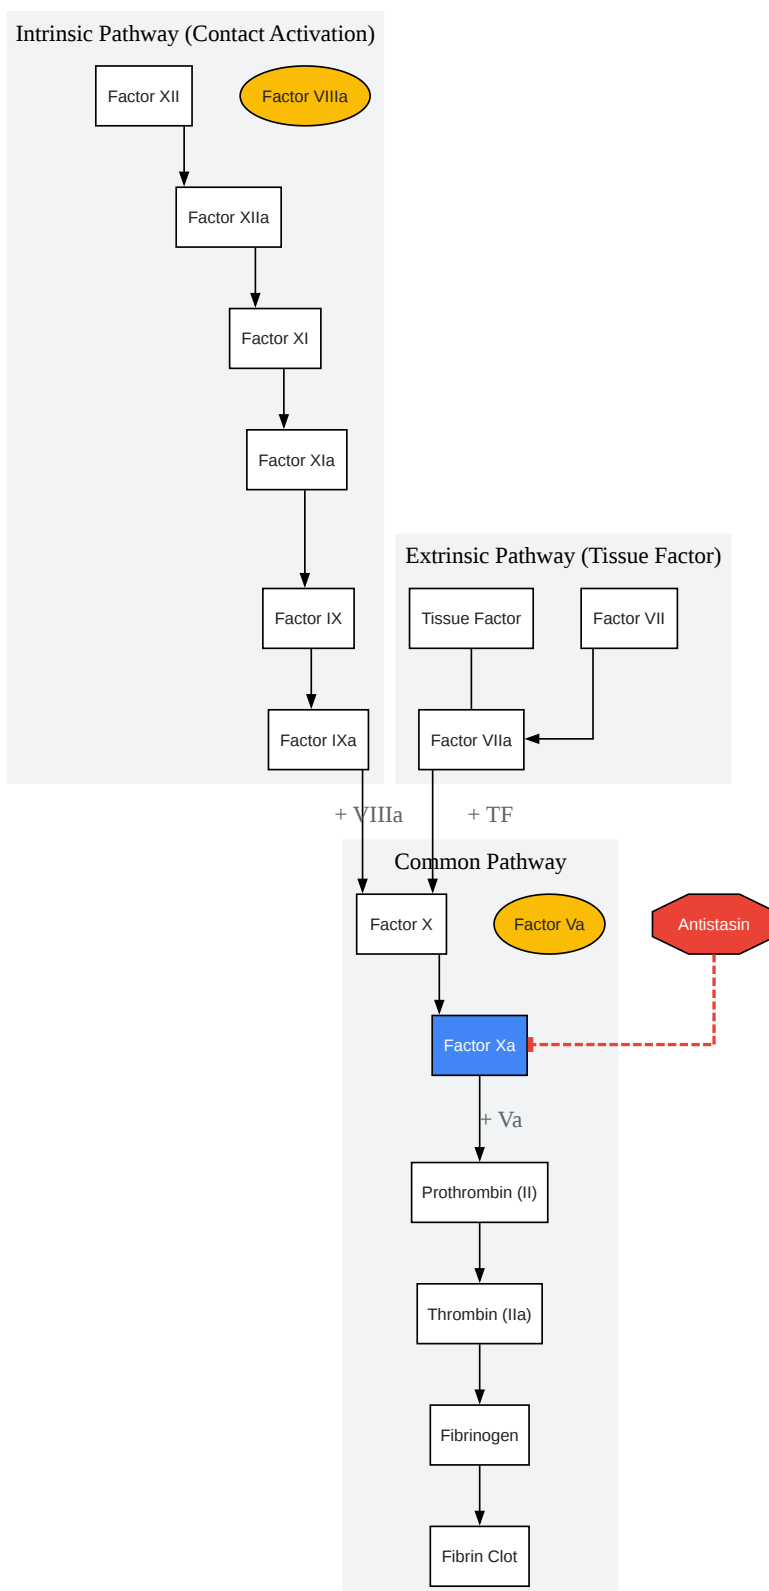 Intrinsic Pathway (Contact Activation)
Factor XII
Factor VIIIa
Factor XIIa
Factor XI
Factor XIa
Extrinsic Pathway (Tissue Factor)
Factor IX
Tissue Factor
Factor VII
Factor IXa
Factor VIIa
+ VIIIa
+ TF
Common Pathway
Factor X
Factor Va
Antistasin
Factor Xa
+ Va
Prothrombin (II)
Thrombin (IIa)
Fibrinogen
Fibrin Clot